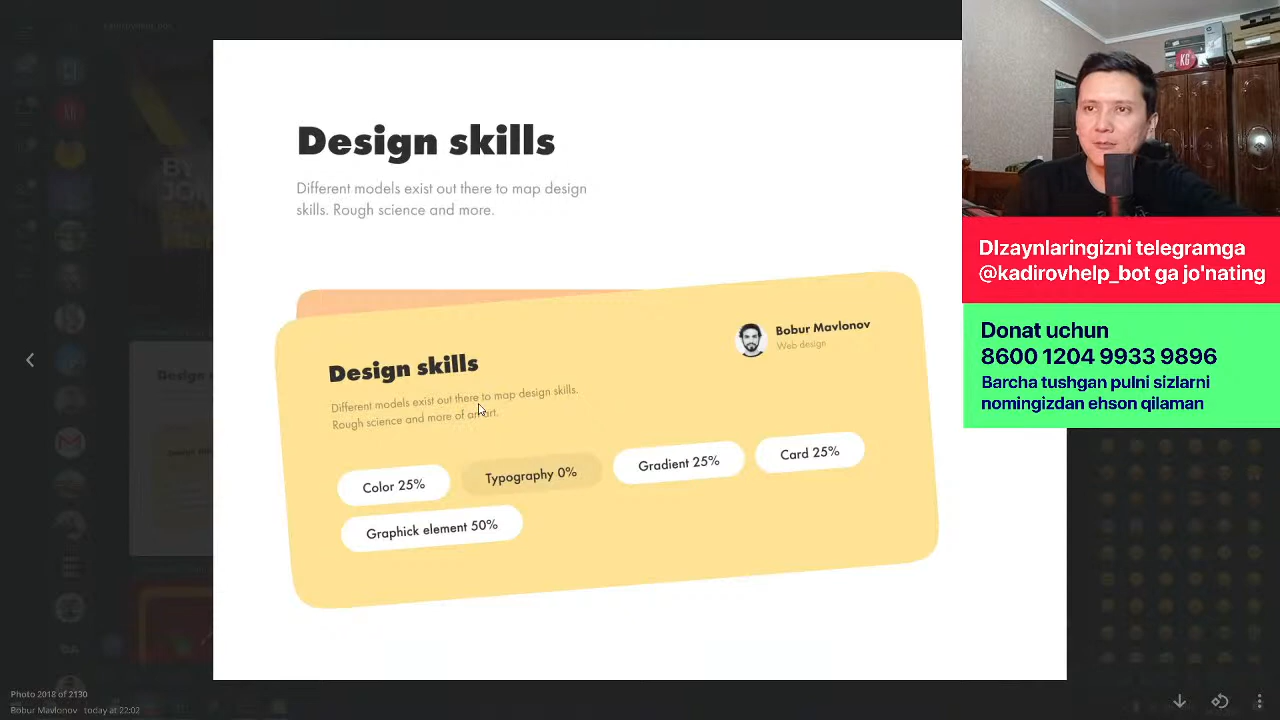 Design skills
Different models exist out there to map design
skills. Rough science and more.
Bobur Mavlonov
Web design
Design skills
Different models exist out there to map design skills.
Rough science and more of an art.
Color 25%
Typography 0%
Gradient 25%
Card 25%
Graphick element 50%
KG
DIzaynlaringizni telegramga
@kadirovhelp_bot ga jo'nating
Donat uchun
8600 1204 9933 9896
Barcha tushgan pulni sizlarni
nomingizdan ehson qilaman
BY
KG
Photo 2018 of 2130
Bobur Mavlonov today at 22:02